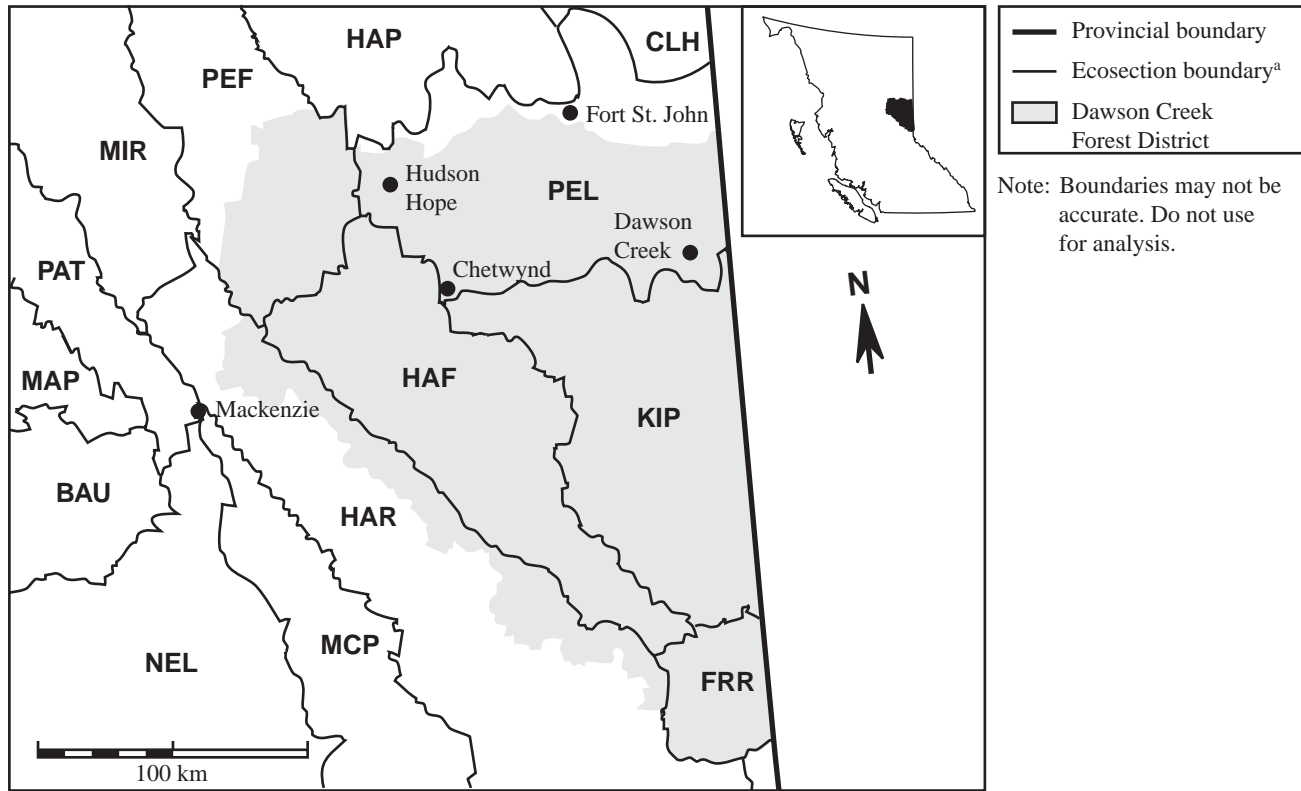 HAP
CLH
PEF
Fort St. John
MIR
Hudson
Hope
PEL
Dawson
Creek
PAT
Chetwynd
MAP
HAF
Mackenzie
KIP
BAU
HAR
NEL
MCP
FRR
100 km
Provincial boundary
Ecosection boundaryᵃ
Dawson Creek
Forest District
Note: Boundaries may not be
accurate. Do not use
for analysis.
N